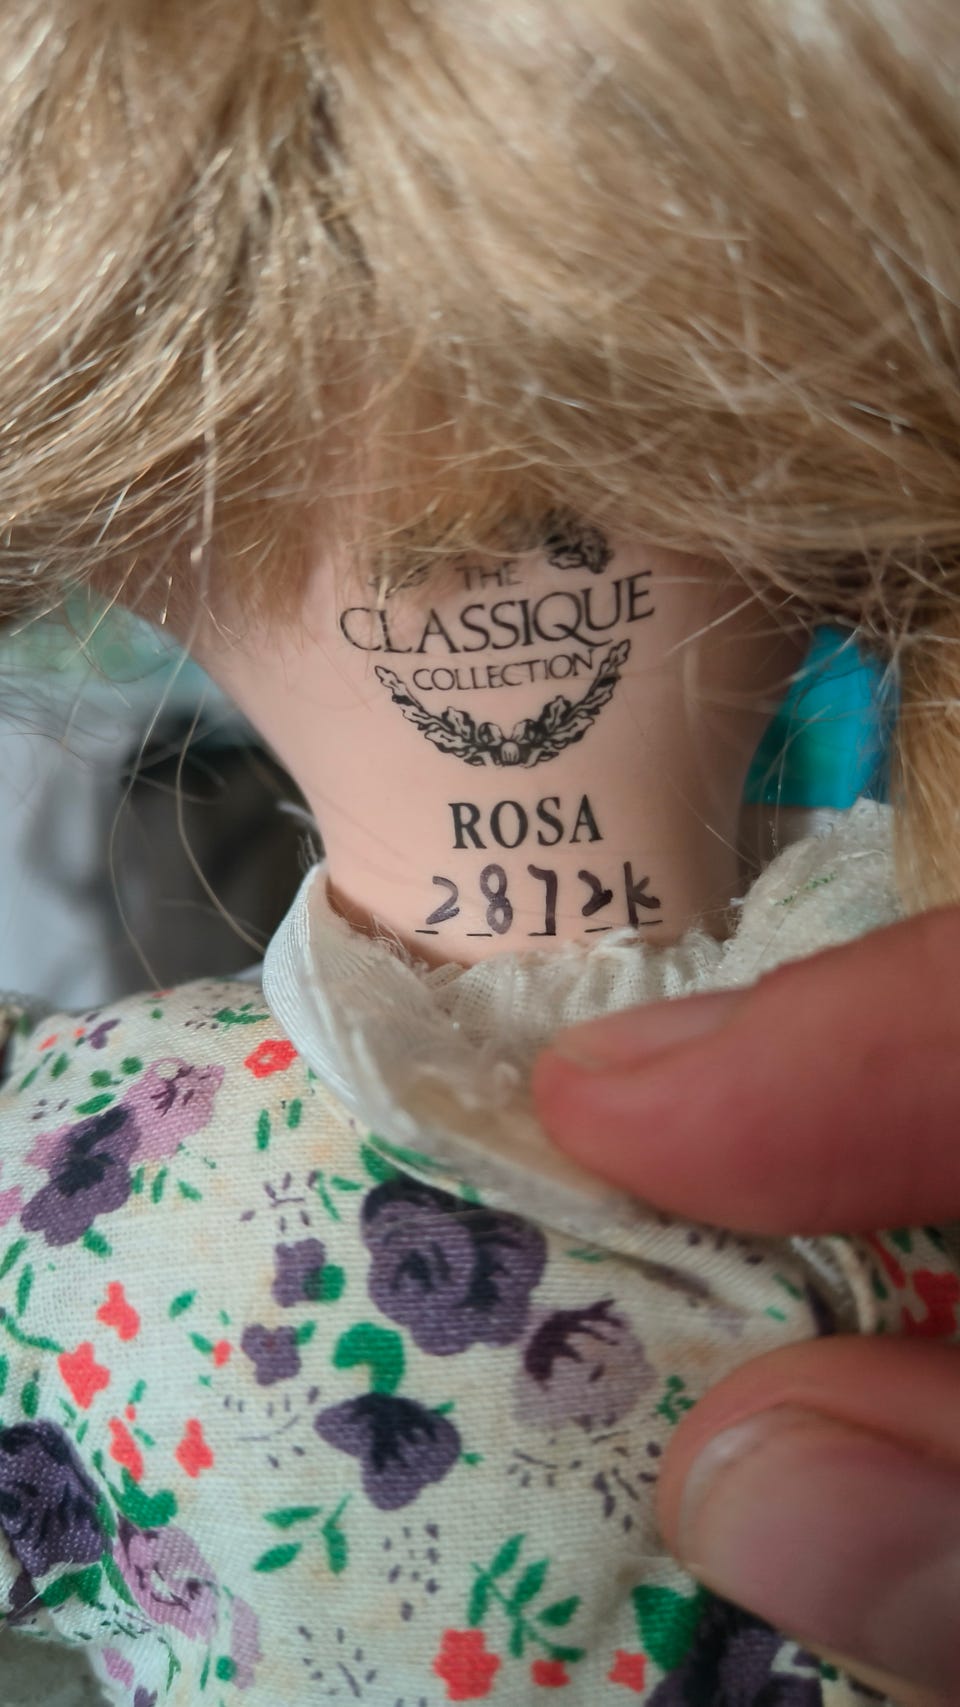 THE
CLASSIQUE
COLLECTION
ROSA
2872K